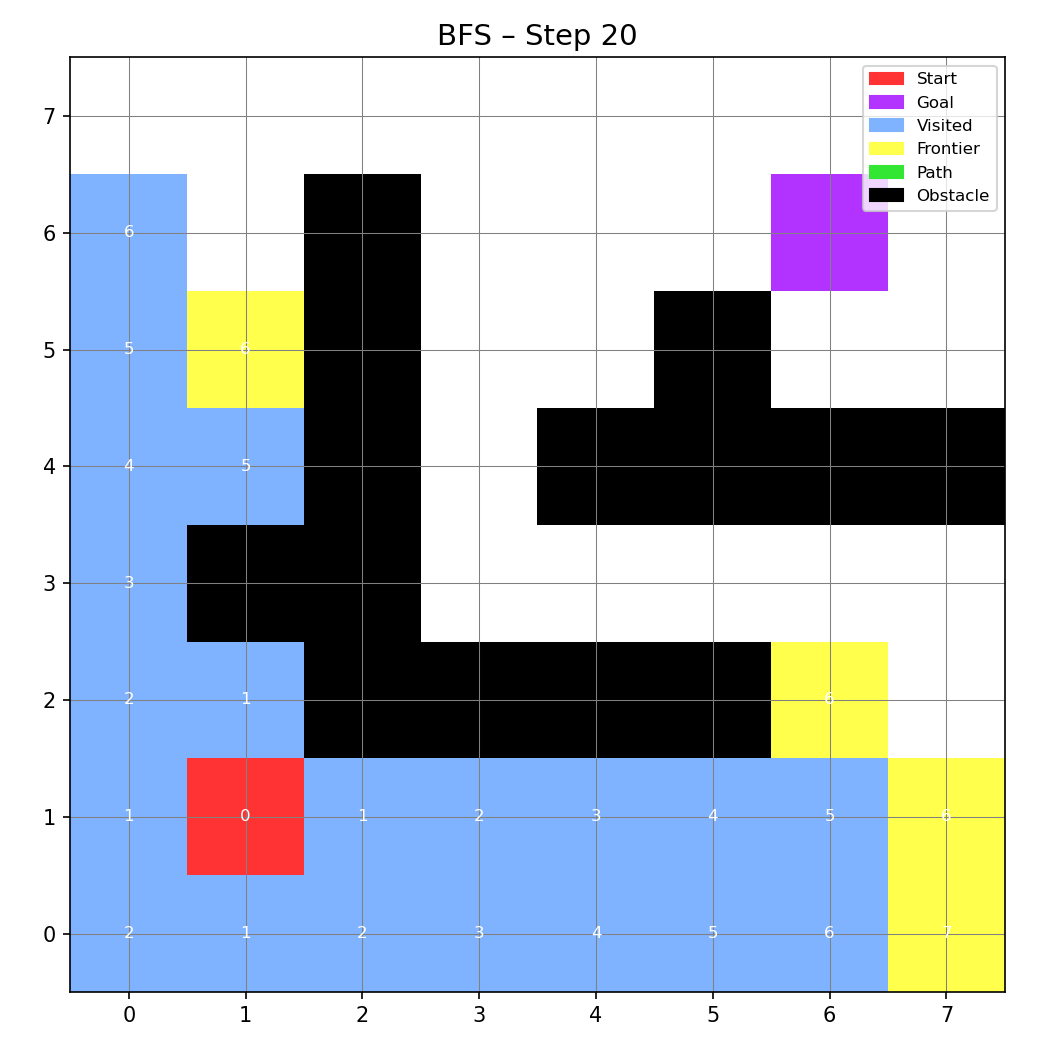 BFS – Step 20
Start
Goal
Visited
Frontier
Path
Obstacle
7
6 6
5 5 6
4 4 5
3 3
2 2 1 6
1 1 0 1 2 3 4 5 6
0 2 1 2 3 4 5 6 7
0 1 2 3 4 5 6 7